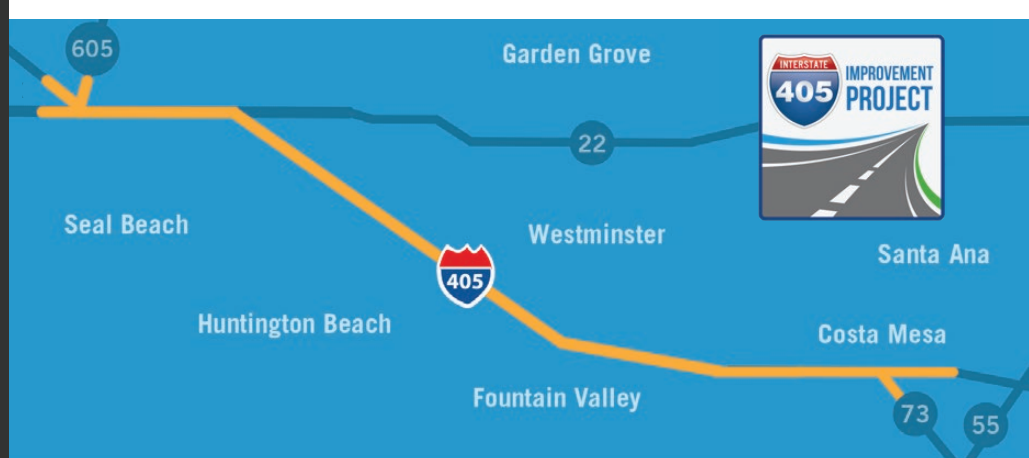 605
Garden Grove
INTERSTATE
405
IMPROVEMENT
PROJECT
22
Seal Beach
Westminster
Santa Ana
405
Huntington Beach
Costa Mesa
Fountain Valley
73
55